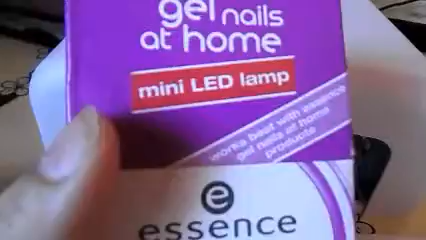 gel nails
at home
mini LED lamp
works best with essence
gel nails at home
products
e
essence